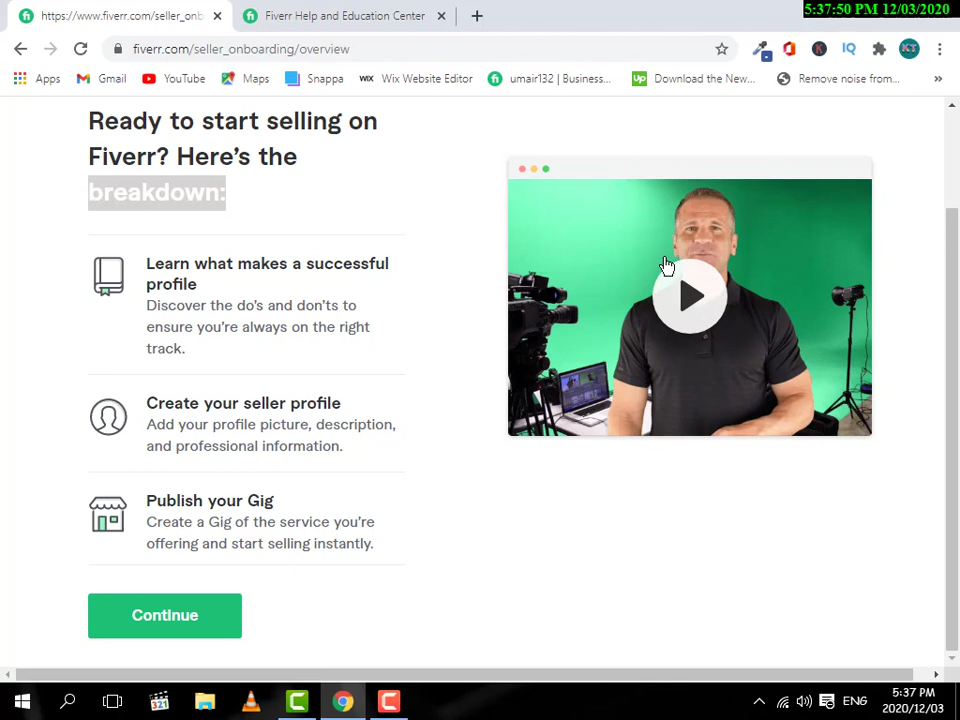 5:37:50 PM 12/03/2020
https://www.fiverr.com/seller_onb
Fiverr Help and Education Center
fiverr.com/seller_onboarding/overview
Apps
Gmail
YouTube
Maps
Snappa
WIX Wix Website Editor
umair132 | Business...
Up Download the New...
Remove noise from...
IQ
K
KT
Ready to start selling on
Fiverr? Here's the
breakdown:
Learn what makes a successful
profile
Discover the do's and don'ts to
ensure you're always on the right
track.
Create your seller profile
Add your profile picture, description,
and professional information.
Publish your Gig
Create a Gig of the service you're
offering and start selling instantly.
Continue
321
ENG
5:37 PM
2020/12/03